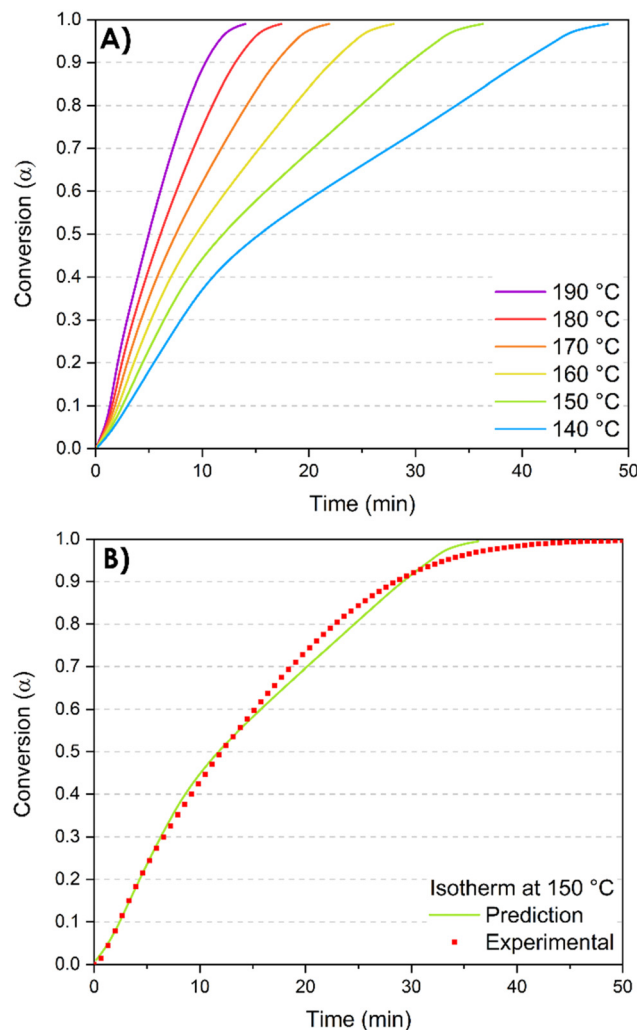 A)
1.0
0.9
0.8
0.7
0.6
0.5
0.4
0.3
0.2
0.1
0.0
Conversion (α)
190 °C
180 °C
170 °C
160 °C
150 °C
140 °C
0 10 20 30 40 50
Time (min)
B)
1.0
0.9
0.8
0.7
0.6
0.5
0.4
0.3
0.2
0.1
0.0
Conversion (α)
Isotherm at 150 °C
Prediction
Experimental
0 10 20 30 40 50
Time (min)